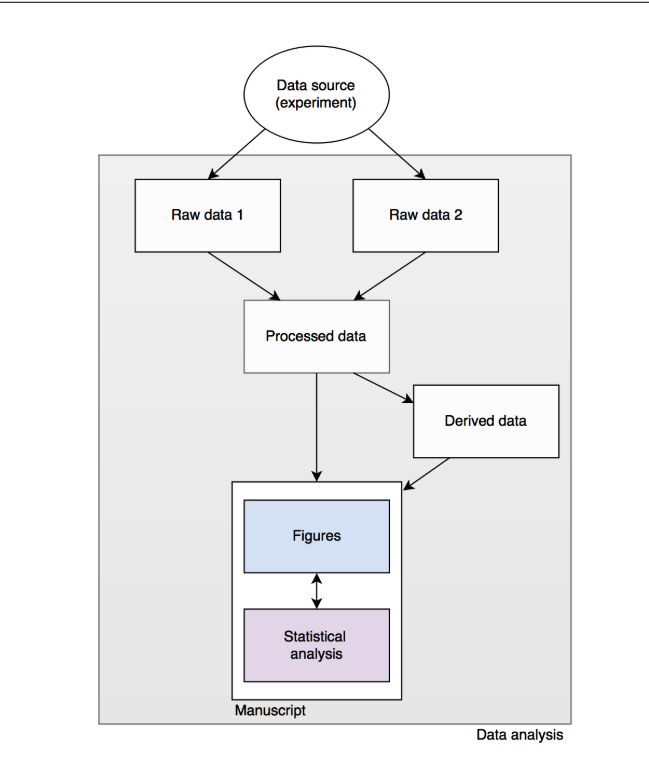 Data source
(experiment)
Raw data 1
Raw data 2
Processed data
Derived data
Figures
Statistical
analysis
Manuscript
Data analysis